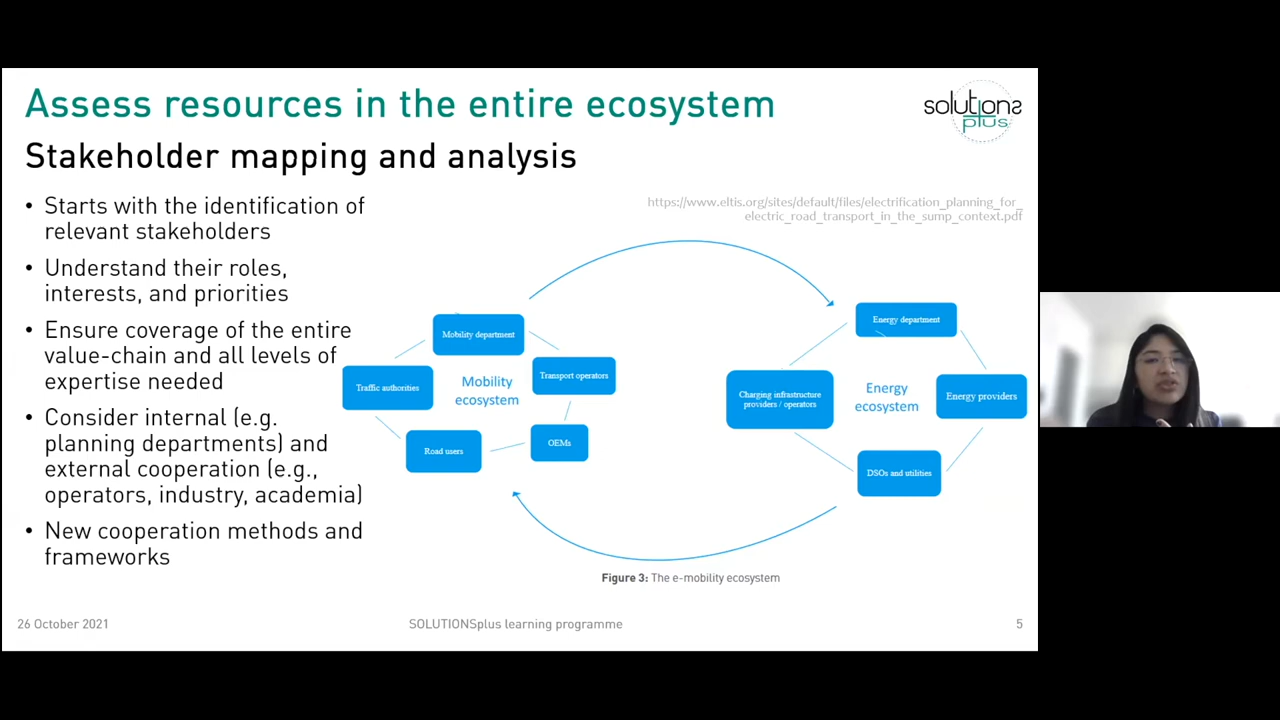 Assess resources in the entire ecosystem
solutions
plus
Stakeholder mapping and analysis
• Starts with the identification of
relevant stakeholders
• Understand their roles,
interests, and priorities
• Ensure coverage of the entire
value-chain and all levels of
expertise needed
• Consider internal (e.g.
planning departments) and
external cooperation (e.g.,
operators, industry, academia)
• New cooperation methods and
frameworks
https://www.eltis.org/sites/default/files/electrification_planning_for_
electric_road_transport_in_the_sump_context.pdf
Mobility department
Traffic authorities
Mobility
ecosystem
Transport operators
Road users
OEMs
Energy department
Charging infrastructure
providers / operators
Energy
ecosystem
Energy providers
DSOs and utilities
Figure 3: The e-mobility ecosystem
26 October 2021
SOLUTIONSplus learning programme
5